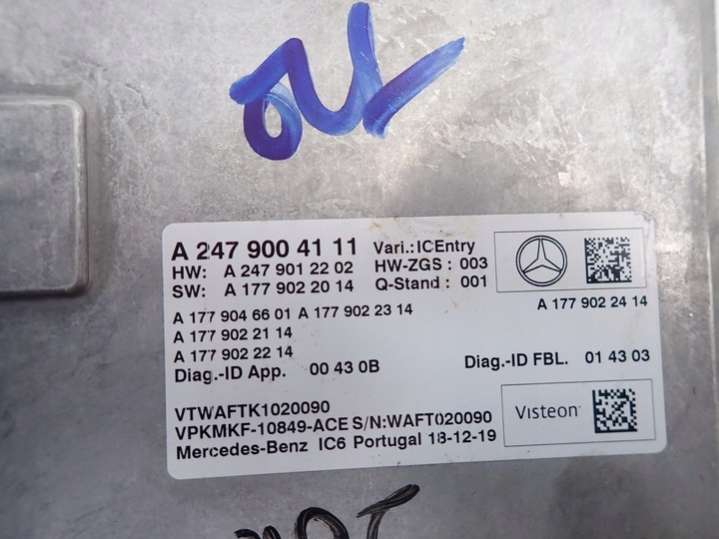 A 247 900 41 11 Vari.: ICEntry
HW: A 247 901 22 02 HW-ZGS : 003
SW: A 177 902 20 14 Q-Stand : 001
A 177 904 66 01 A 177 902 23 14 A 177 902 24 14
A 177 902 21 14
A 177 902 22 14
Diag.-ID App. 00 43 0B Diag.-ID FBL. 01 43 03
VTWAFTK1020090
VPKMKF-10849-ACE S/N:WAFT020090
Mercedes-Benz IC6 Portugal 18-12-19
Visteon